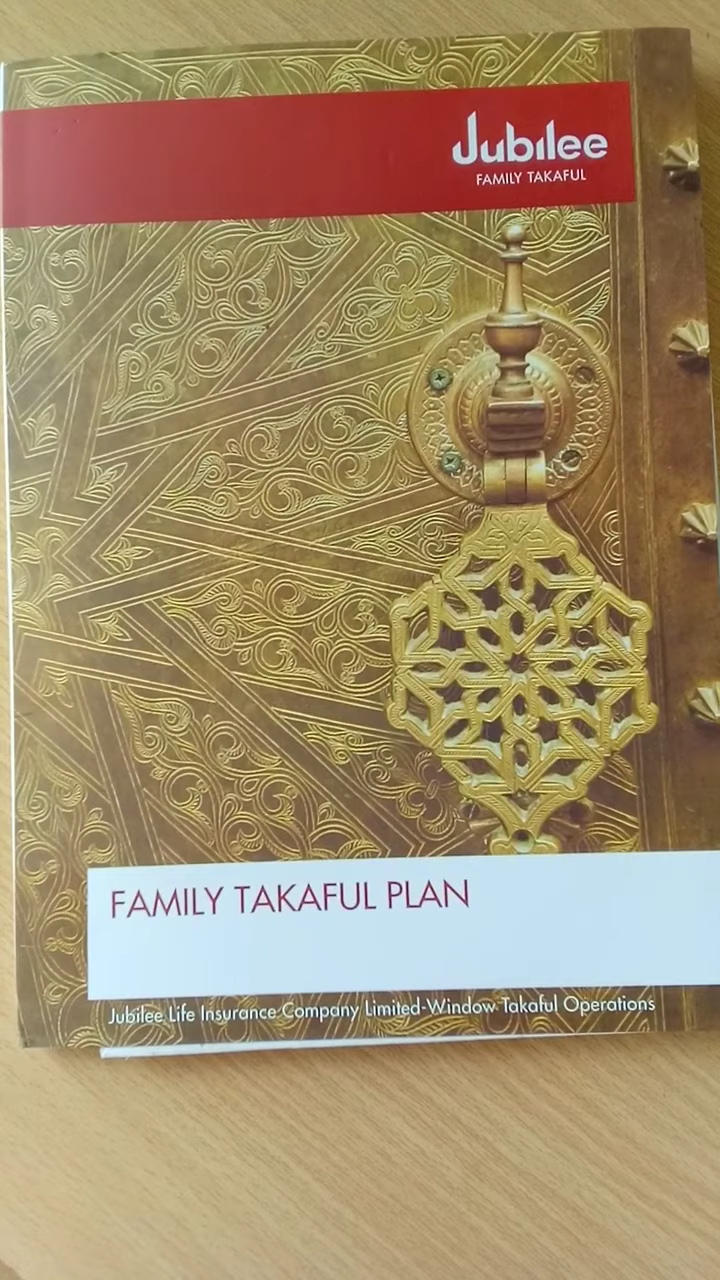 Jubilee
FAMILY TAKAFUL
FAMILY TAKAFUL PLAN
Jubilee Life Insurance Company Limited-Window Takaful Operations